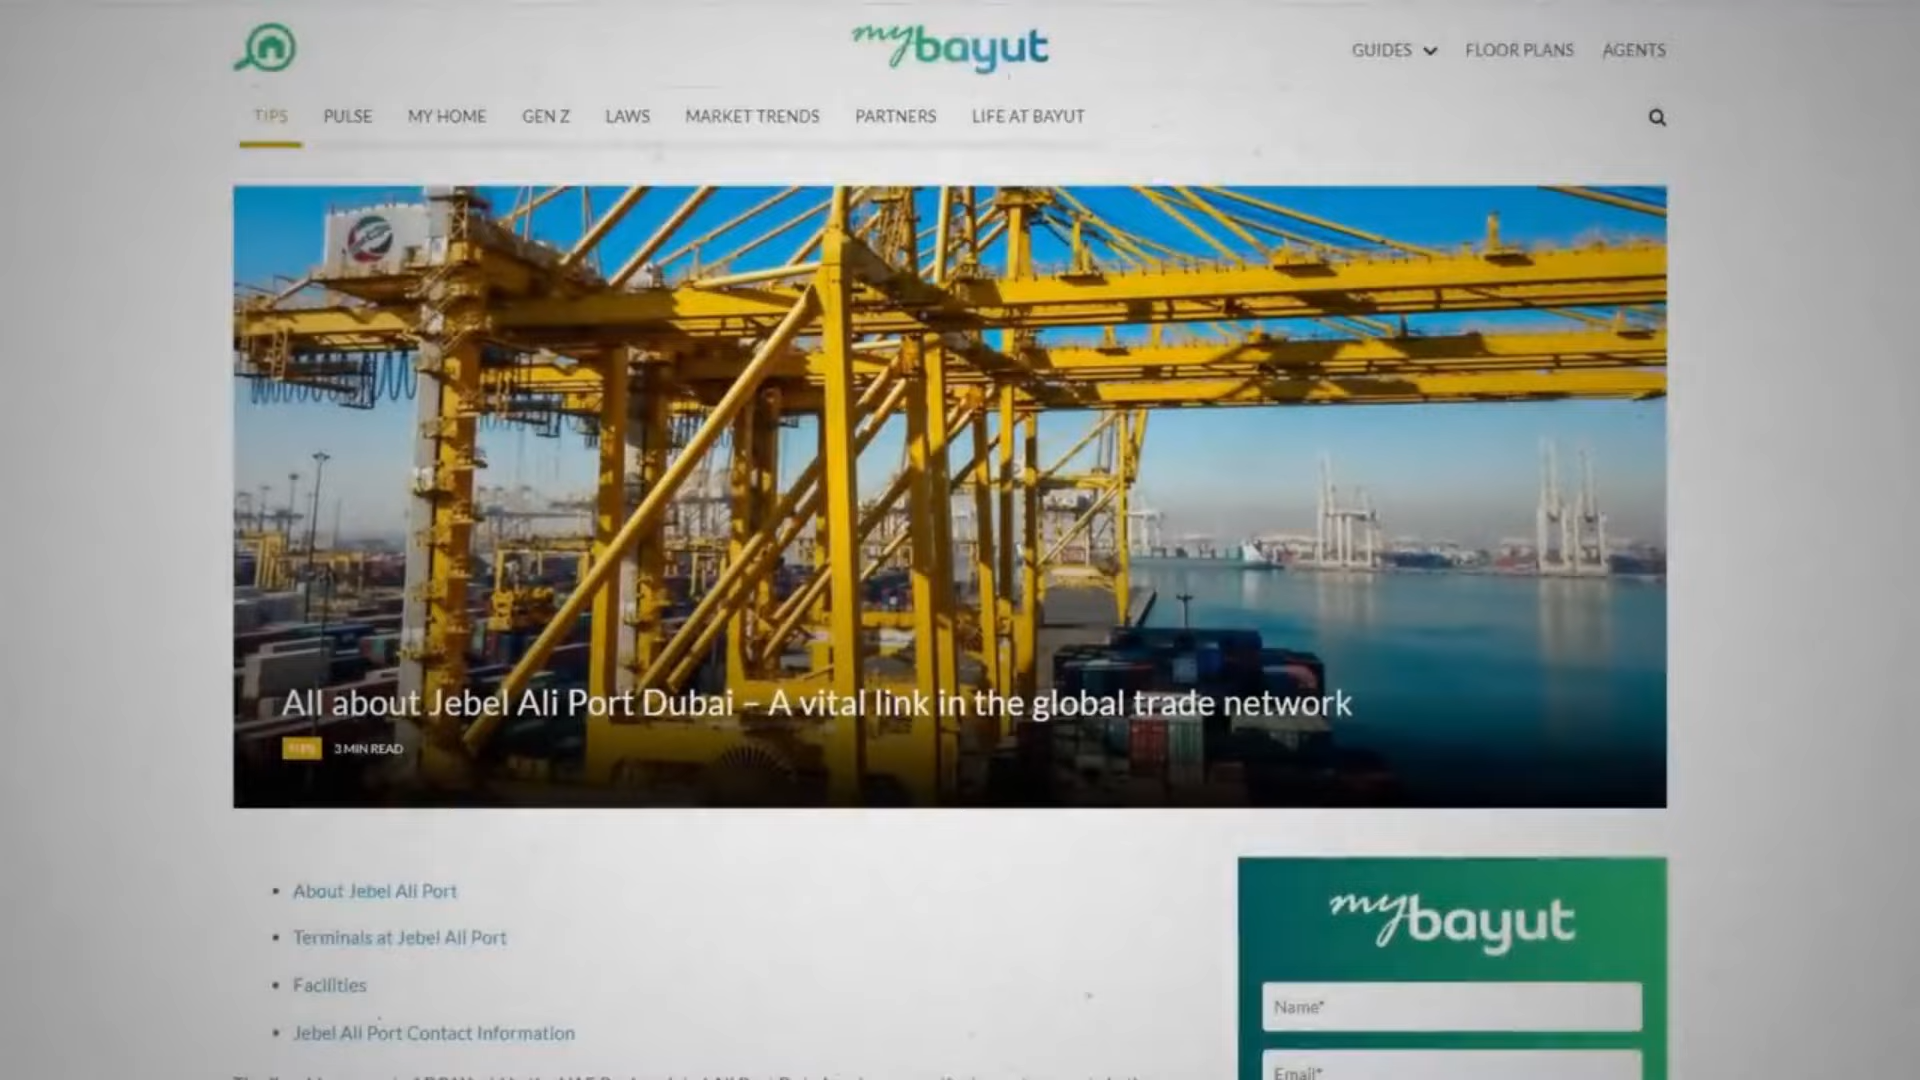 mybayut
GUIDES
FLOOR PLANS
AGENTS
TIPS
PULSE
MY HOME
GEN Z
LAWS
MARKET TRENDS
PARTNERS
LIFE AT BAYUT
All about Jebel Ali Port Dubai – A vital link in the global trade network
TIPS
3 MIN READ
• About Jebel Ali Port
• Terminals at Jebel Ali Port
• Facilities
• Jebel Ali Port Contact Information
mybayut
Name*
Email*